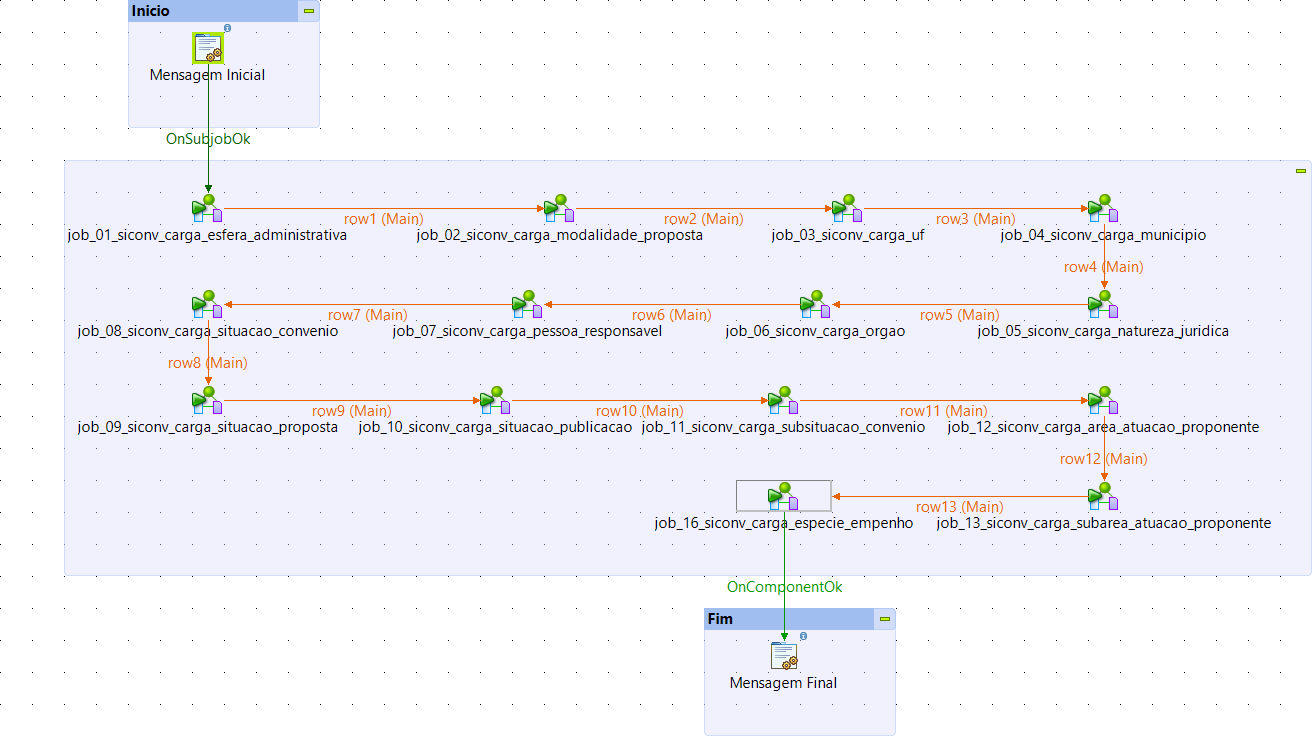 Inicio
Mensagem Inicial
OnSubjobOk
row1 (Main)
row2 (Main)
row3 (Main)
job_01_siconv_carga_esfera_administrativa
job_02_siconv_carga_modalidade_proposta
job_03_siconv_carga_uf
job_04_siconv_carga_municipio
row4 (Main)
row7 (Main)
row6 (Main)
row5 (Main)
job_08_siconv_carga_situacao_convenio
job_07_siconv_carga_pessoa_responsavel
job_06_siconv_carga_orgao
job_05_siconv_carga_natureza_juridica
row8 (Main)
row9 (Main)
row10 (Main)
row11 (Main)
job_09_siconv_carga_situacao_proposta
job_10_siconv_carga_situacao_publicacao
job_11_siconv_carga_subsituacao_convenio
job_12_siconv_carga_area_atuacao_proponente
row12 (Main)
row13 (Main)
job_16_siconv_carga_especie_empenho
job_13_siconv_carga_subarea_atuacao_proponente
OnComponentOk
Fim
Mensagem Final